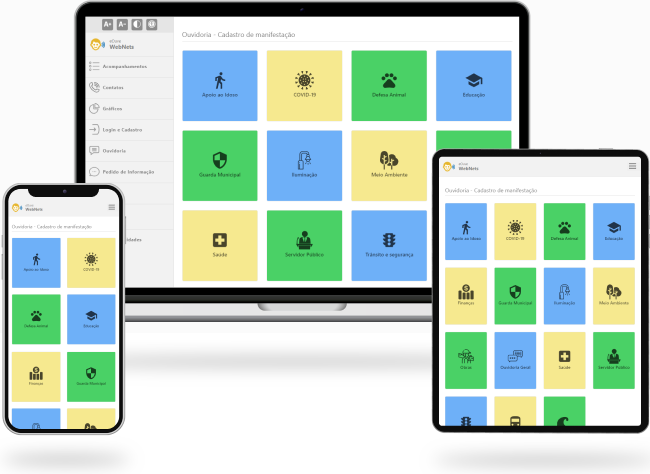 A+ A-
eOuve
WebNets
Acompanhamentos
Contatos
Gráficos
Login e Cadastro
Ouvidoria
Pedido de Informação
idades
Ouvidoria - Cadastro de manifestação
Apoio ao Idoso
COVID-19
Defesa Animal
Educação
Guarda Municipal
Iluminação
Meio Ambiente
Saúde
Servidor Público
Trânsito e segurança
WebNets
Ouvidoria - Cadastro de manifestação
Apoio ao Idoso
COVID-19
Defesa Animal
Educação
Finanças
Guarda Municipal
WebNets
Ouvidoria - Cadastro de manifestação
Apoio ao Idoso
COVID-19
Defesa Animal
Educação
Finanças
Guarda Municipal
Iluminação
Meio Ambiente
Obras
Ouvidoria Geral
Saúde
Servidor Público